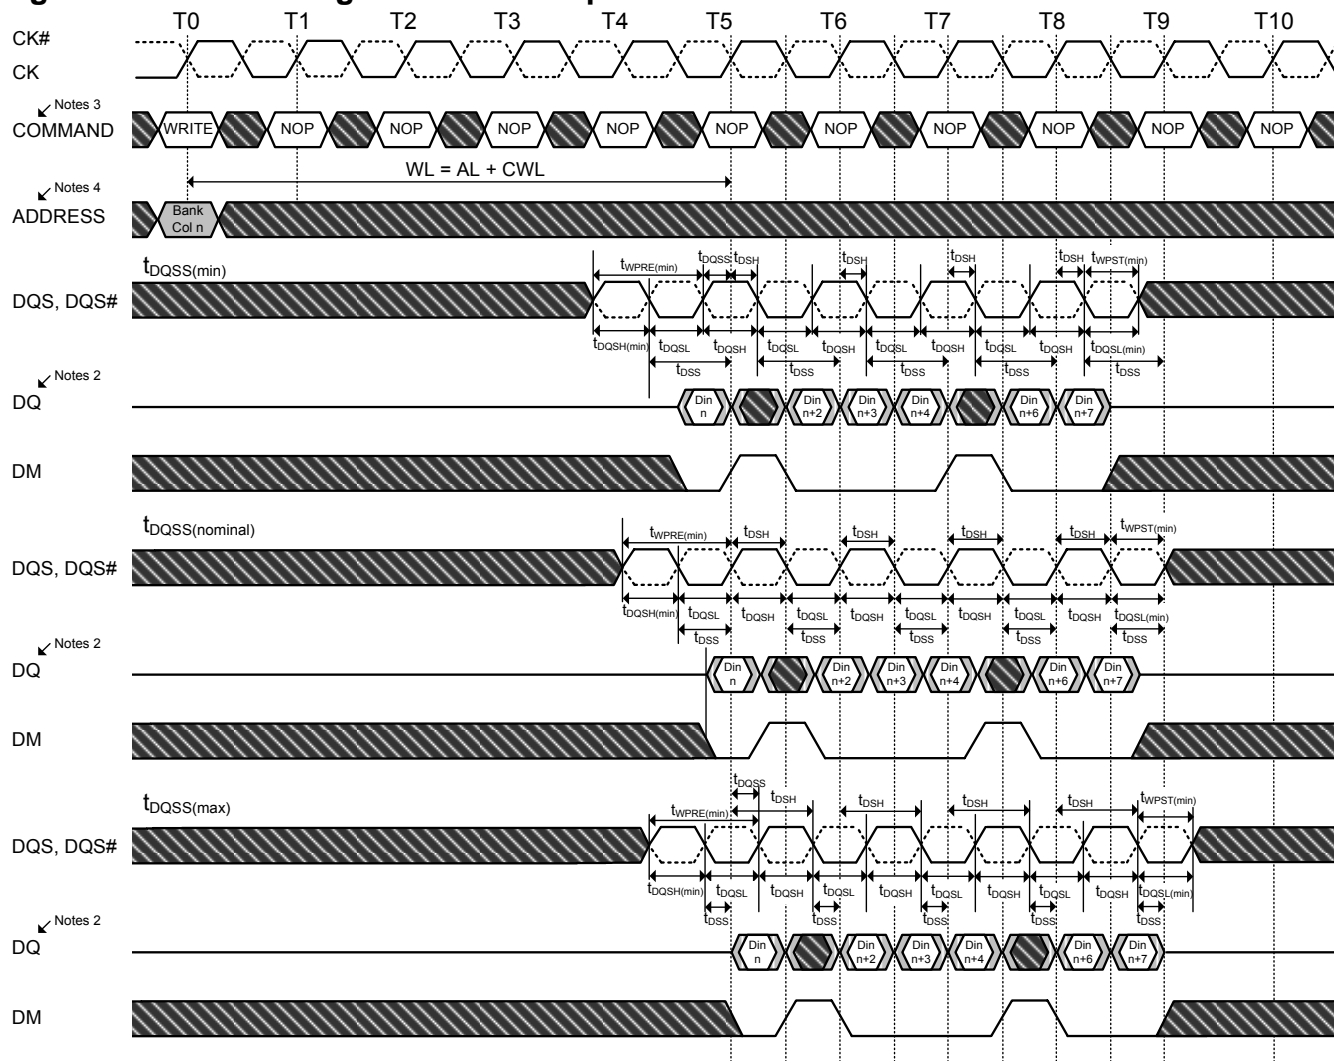 T0 T1 T2 T3 T4 T5 T6 T7 T8 T9 T10
CK#
CK
Notes 3
COMMAND WRITE NOP NOP NOP NOP NOP NOP NOP NOP NOP NOP
WL = AL + CWL
Notes 4
ADDRESS Bank Col n
tDQSS(min) tWPRE(min) tDQSS tDSH tDSH tDSH tDSH tWPST(min)
DQS, DQS#
tDQSH(min) tDQSL tDQSH tDQSL tDQSH tDQSL tDQSH tDQSL tDQSH tDQSL(min)
tDSS tDSS tDSS tDSS tDSS
Notes 2
DQ Din n Din n+2 Din n+3 Din n+4 Din n+6 Din n+7
DM
tDQSS(nominal) tWPRE(min) tDSH tDSH tDSH tDSH tWPST(min)
DQS, DQS#
tDQSH(min) tDQSL tDQSH tDQSL tDQSH tDQSL tDQSH tDQSL tDQSH tDQSL(min)
tDSS tDSS tDSS tDSS tDSS
Notes 2
DQ Din n Din n+2 Din n+3 Din n+4 Din n+6 Din n+7
DM
tDQSS
tDQSS(max) tWPRE(min) tDSH tDSH tDSH tDSH tWPST(min)
DQS, DQS#
tDQSH(min) tDQSL tDQSH tDQSL tDQSH tDQSL tDQSH tDQSL tDQSH tDQSL(min)
tDSS tDSS tDSS tDSS tDSS
Notes 2
DQ Din n Din n+2 Din n+3 Din n+4 Din n+6 Din n+7
DM